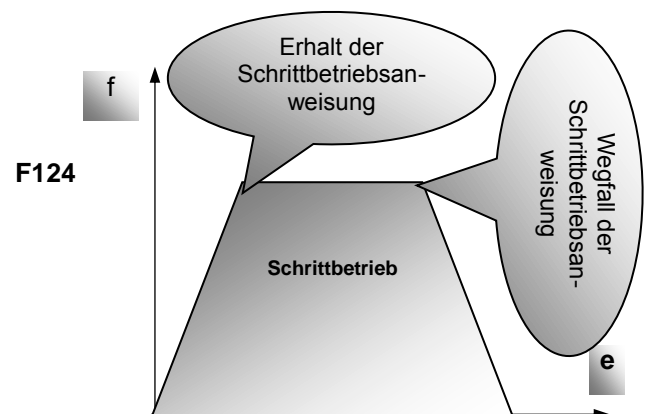 Erhalt der
Schrittbetriebsan-
weisung
f
F124
Wegfall der
Schrittbetriebsan-
weisung
Schrittbetrieb
e